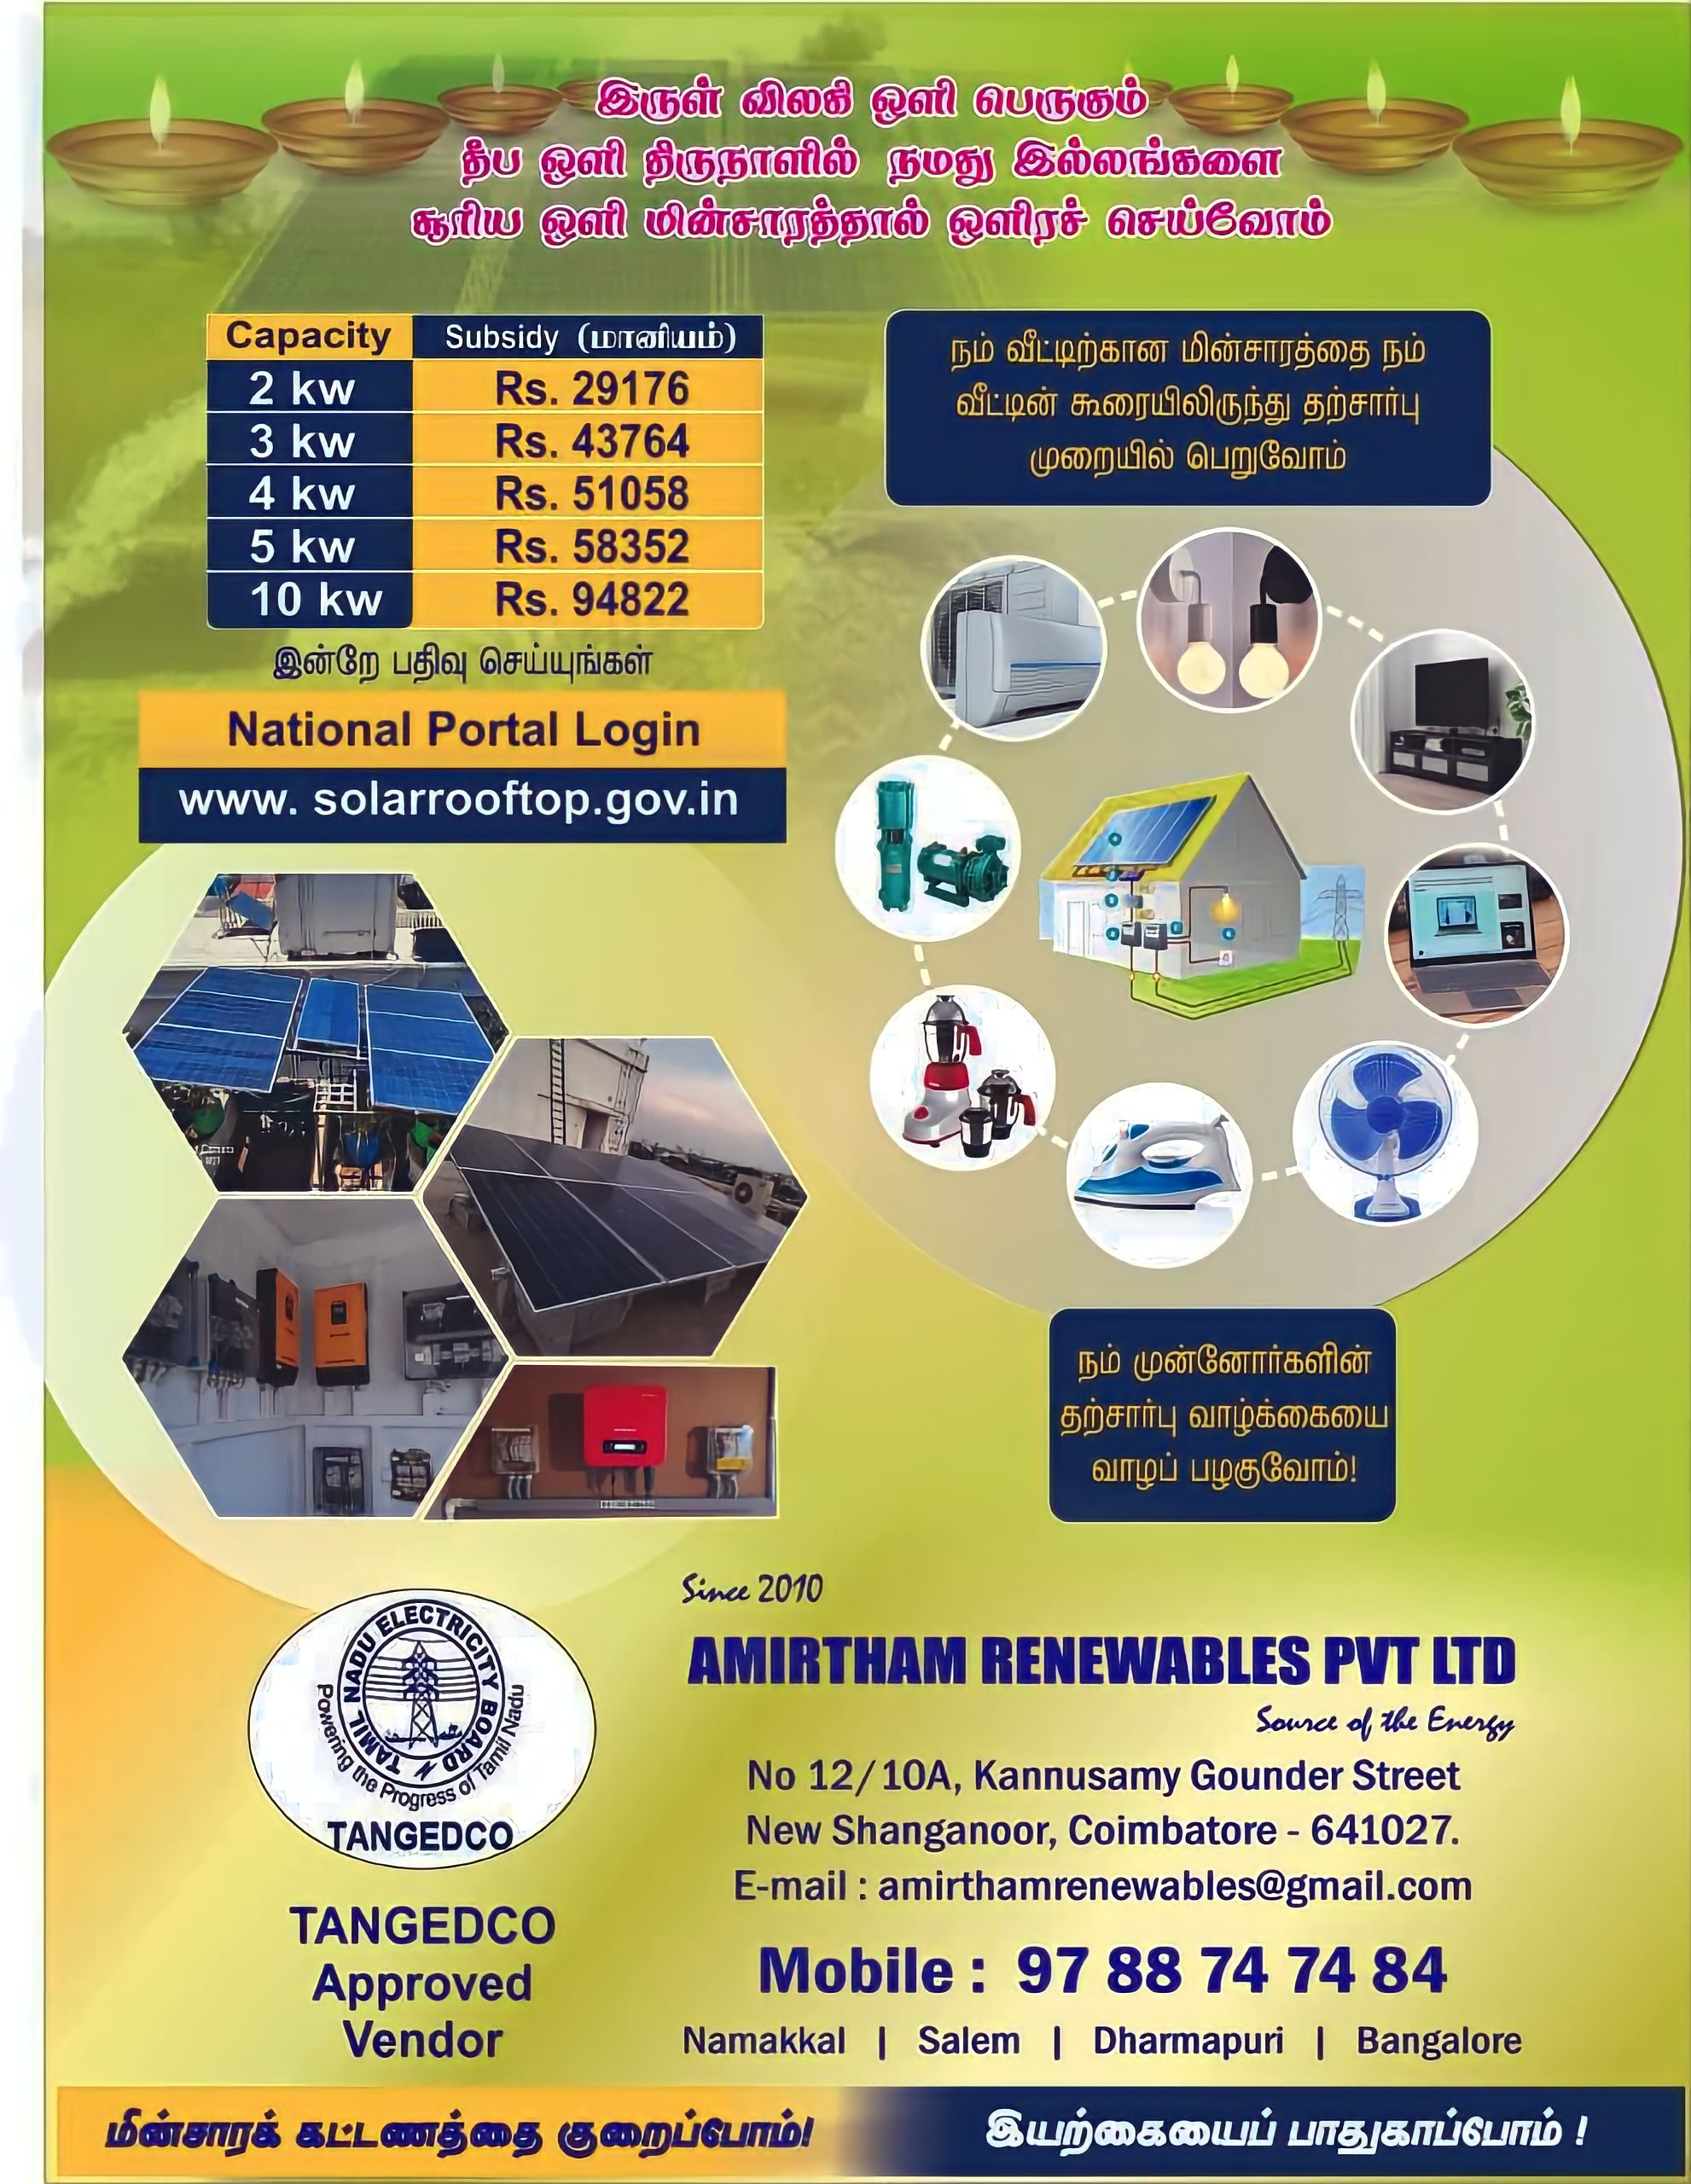 இருள் விலகி ஒளி பெருகும்
தீப ஒளி திருநாளில் நமது இல்லங்களை
சூரிய ஒளி மின்சாரத்தால் ஒளிரச் செய்வோம்
Capacity Subsidy (மானியம்)
2 kw Rs. 29176
3 kw Rs. 43764
4 kw Rs. 51058
5 kw Rs. 58352
10 kw Rs. 94822
இன்றே பதிவு செய்யுங்கள்
National Portal Login
www. solarrooftop.gov.in
நம் வீட்டிற்கான மின்சாரத்தை நம்
வீட்டின் கூரையிலிருந்து தற்சார்பு
முறையில் பெறுவோம்
நம் முன்னோர்களின்
தற்சார்பு வாழ்க்கையை
வாழப் பழகுவோம்!
TAMIL NADU ELECTRICITY BOARD
Powering the Progress of Tamil Nadu
TANGEDCO
TANGEDCO
Approved
Vendor
Since 2010
AMIRTHAM RENEWABLES PVT LTD
Source of the Energy
No 12/10A, Kannusamy Gounder Street
New Shanganoor, Coimbatore - 641027.
E-mail : amirthamrenewables@gmail.com
Mobile : 97 88 74 74 84
Namakkal | Salem | Dharmapuri | Bangalore
மின்சாரக் கட்டணத்தை குறைப்போம்!
இயற்கையைப் பாதுகாப்போம் !